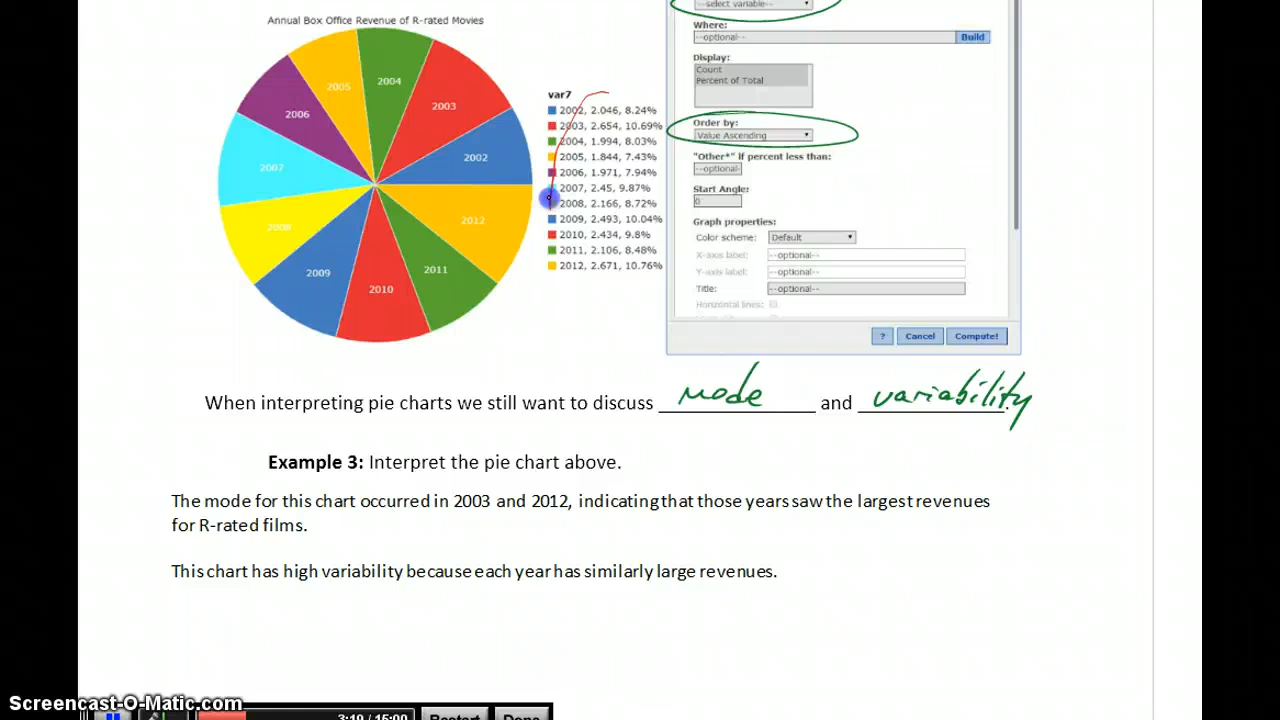 --select variable--
Annual Box Office Revenue of R-rated Movies
Where:
--optional--
Build
Display:
Count
Percent of Total
2004
2005
2003
2006
2002
2007
2012
2008
2009
2011
2010
var7
2002, 2.046, 8.24%
2003, 2.654, 10.69%
2004, 1.994, 8.03%
2005, 1.844, 7.43%
2006, 1.971, 7.94%
2007, 2.45, 9.87%
2008, 2.166, 8.72%
2009, 2.493, 10.04%
2010, 2.434, 9.8%
2011, 2.106, 8.48%
2012, 2.671, 10.76%
Order by:
Value Ascending
"Other*" if percent less than:
--optional-
Start Angle:
0
Graph properties:
Color scheme: Default
X-axis label: --optional--
Y-axis label: --optional--
Title: --optional--
Horizontal lines:
? Cancel Compute!
When interpreting pie charts we still want to discuss mode and variability.
Example 3: Interpret the pie chart above.
The mode for this chart occurred in 2003 and 2012, indicating that those years saw the largest revenues
for R-rated films.
This chart has high variability because each year has similarly large revenues.
Screencast-O-Matic.com
3:19 / 15:00 Restart Done